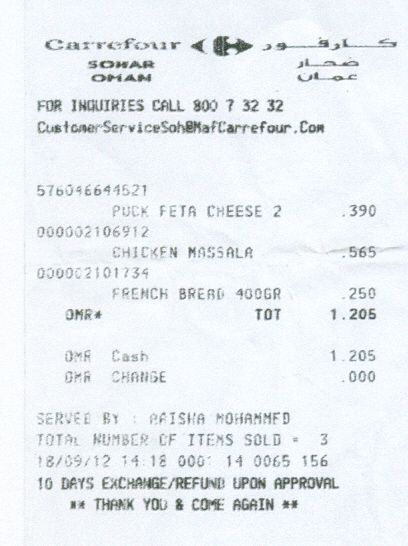 Carrefour كارفور
SOHAR صحار
OMAN عمان
FOR INQUIRIES CALL 800 7 32 32
CustomerServiceSoh@MafCarrefour.Com
576046644521
PUCK FETA CHEESE 2 .390
000002106912
CHICKEN MASSALA .565
000002101734
FRENCH BREAD 400GR .250
OMR* TOT 1.205
OMR Cash 1.205
OMR CHANGE .000
SERVED BY : AAISHA MOHAMMED
TOTAL NUMBER OF ITEMS SOLD = 3
18/09/12 14:18 0001 14 0065 156
10 DAYS EXCHANGE/REFUND UPON APPROVAL
** THANK YOU & COME AGAIN **